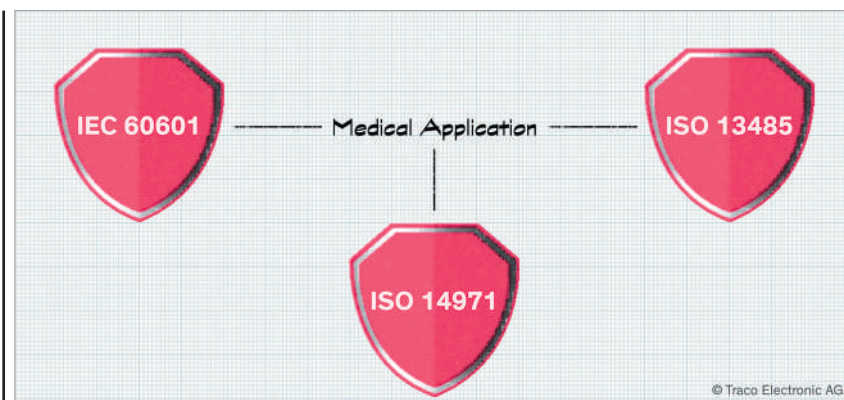 IEC 60601
Medical Application
ISO 13485
ISO 14971
© Traco Electronic AG